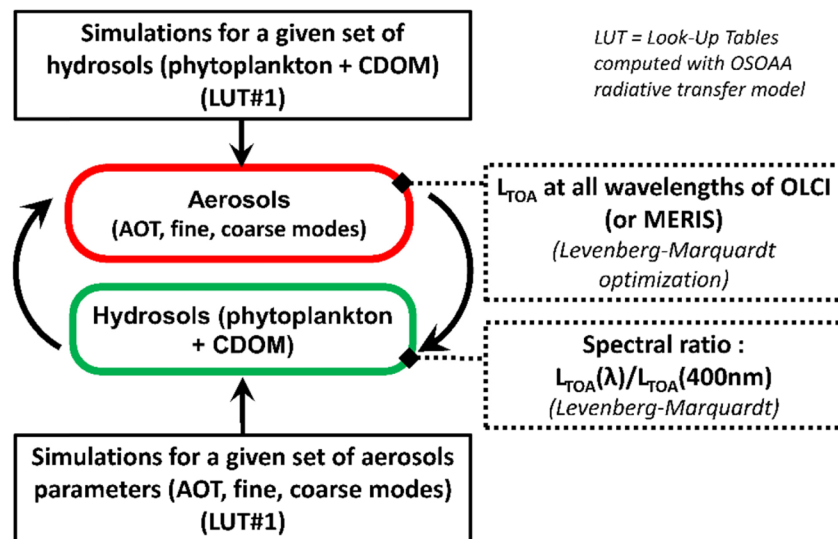 Simulations for a given set of
hydrosols (phytoplankton + CDOM)
(LUT#1)
LUT = Look-Up Tables
computed with OSOAA
radiative transfer model
Aerosols
(AOT, fine, coarse modes)
LTOA at all wavelengths of OLCI
(or MERIS)
(Levenberg-Marquardt
optimization)
Hydrosols (phytoplankton
+ CDOM)
Spectral ratio :
LTOA(λ)/LTOA(400nm)
(Levenberg-Marquardt)
Simulations for a given set of aerosols
parameters (AOT, fine, coarse modes)
(LUT#1)